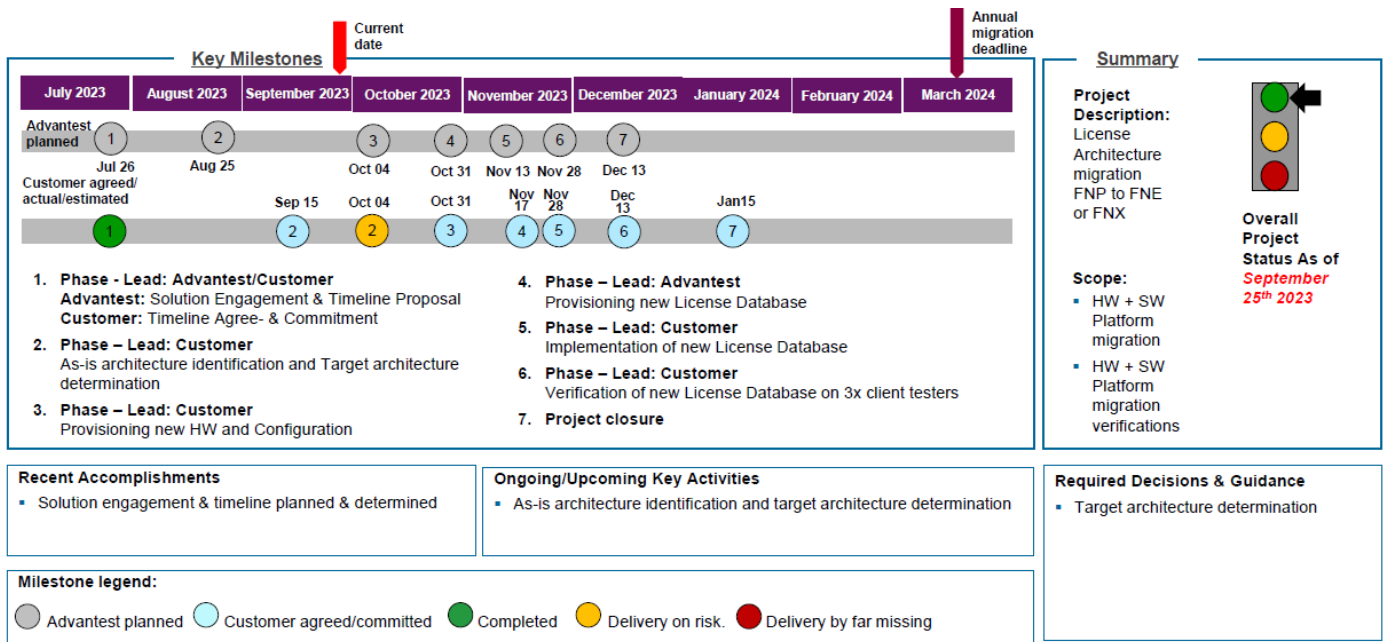 Current
date
Annual
migration
deadline
Key Milestones
July 2023
August 2023
September 2023
October 2023
November 2023
December 2023
January 2024
February 2024
March 2024
Advantest
planned
1
2
3
4
5
6
7
Jul 26
Aug 25
Oct 04
Oct 31
Nov 13
Nov 28
Dec 13
Customer agreed/
actual/estimated
Sep 15
Oct 04
Oct 31
Nov
17
Nov
28
Dec
13
Jan15
1
2
2
3
4
5
6
7
1. Phase - Lead: Advantest/Customer
Advantest: Solution Engagement & Timeline Proposal
Customer: Timeline Agree- & Commitment
2. Phase – Lead: Customer
As-is architecture identification and Target architecture
determination
3. Phase – Lead: Customer
Provisioning new HW and Configuration
4. Phase – Lead: Advantest
Provisioning new License Database
5. Phase – Lead: Customer
Implementation of new License Database
6. Phase – Lead: Customer
Verification of new License Database on 3x client testers
7. Project closure
Summary
Project
Description:
License
Architecture
migration
FNP to FNE
or FNX
Scope:
▪ HW + SW
Platform
migration
▪ HW + SW
Platform
migration
verifications
Overall
Project
Status As of
September
25th 2023
Recent Accomplishments
▪ Solution engagement & timeline planned & determined
Ongoing/Upcoming Key Activities
▪ As-is architecture identification and target architecture determination
Required Decisions & Guidance
▪ Target architecture determination
Milestone legend:
Advantest planned
Customer agreed/committed
Completed
Delivery on risk.
Delivery by far missing